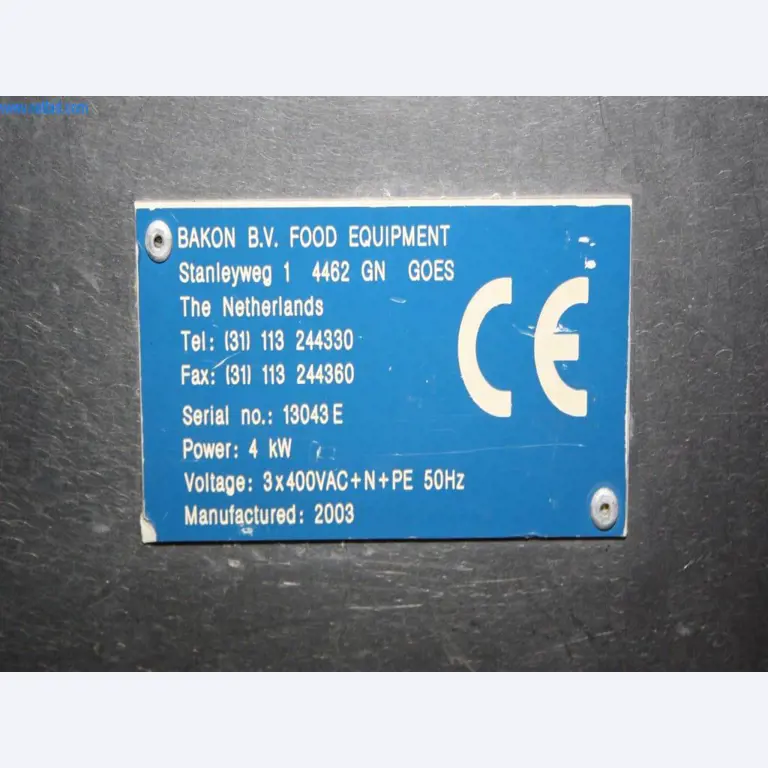 BAKON B.V. FOOD EQUIPMENT
Stanleyweg 1 4462 GN GOES
The Netherlands
Tel: (31) 113 244330
Fax: (31) 113 244360
Serial no.: 13043 E
Power: 4 kW
Voltage: 3x400VAC+N+PE 50Hz
Manufactured: 2003
CE